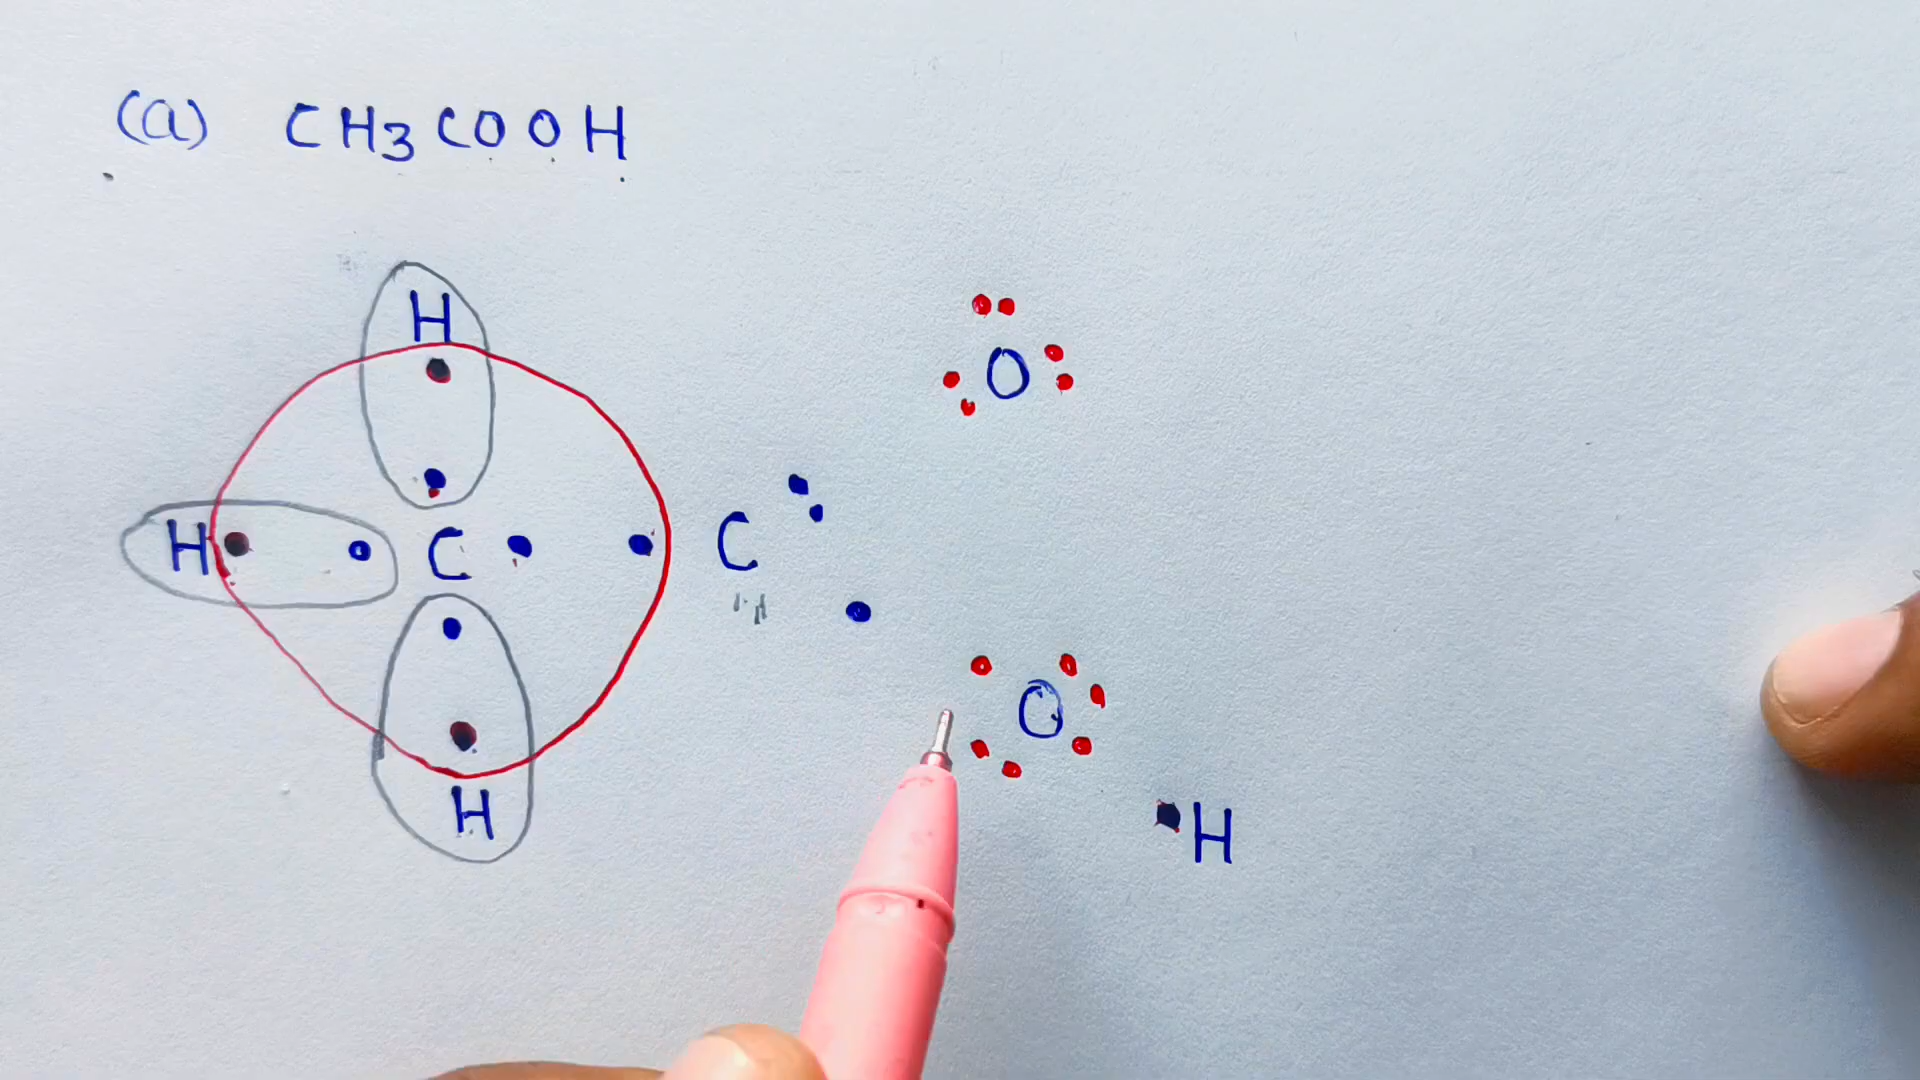 (a) CH3COOH
H
O
H C C
O
H H